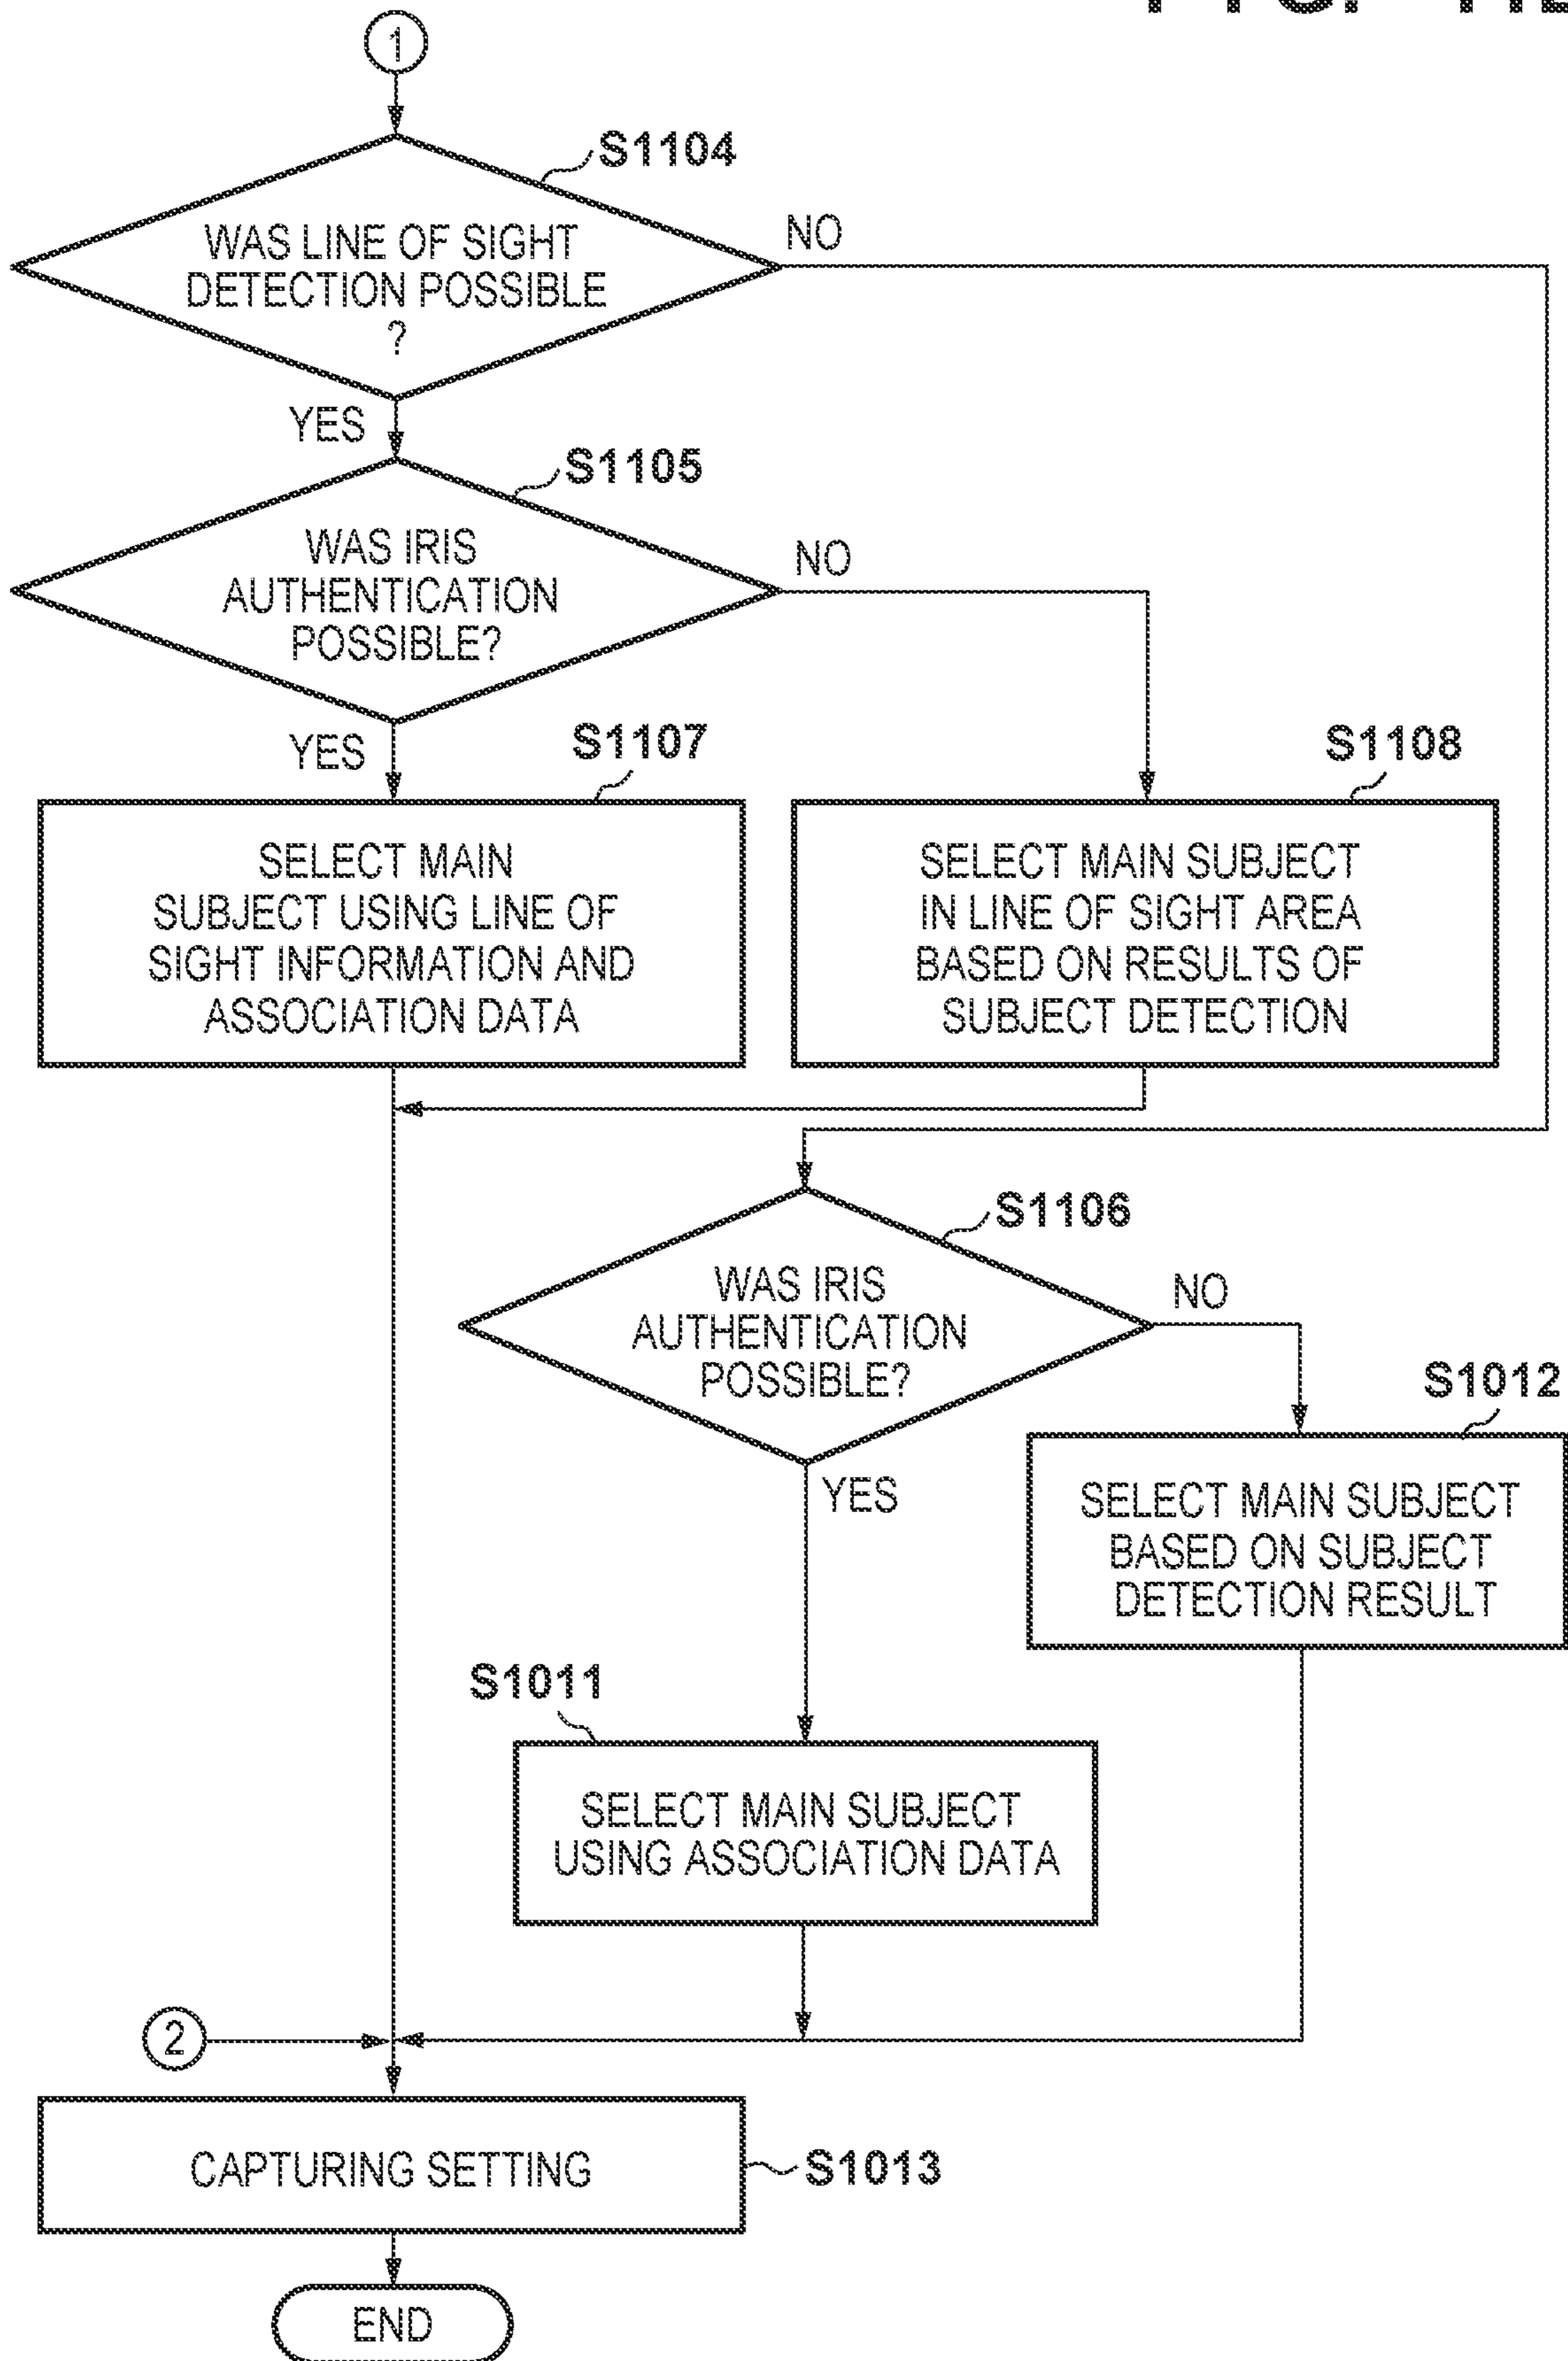 1
S1104
WAS LINE OF SIGHT
DETECTION POSSIBLE
?
NO
YES
S1105
WAS IRIS
AUTHENTICATION
POSSIBLE?
NO
YES
S1107
SELECT MAIN
SUBJECT USING LINE OF
SIGHT INFORMATION AND
ASSOCIATION DATA
S1108
SELECT MAIN SUBJECT
IN LINE OF SIGHT AREA
BASED ON RESULTS OF
SUBJECT DETECTION
S1106
WAS IRIS
AUTHENTICATION
POSSIBLE?
NO
YES
S1012
SELECT MAIN SUBJECT
BASED ON SUBJECT
DETECTION RESULT
S1011
SELECT MAIN SUBJECT
USING ASSOCIATION DATA
2
CAPTURING SETTING
S1013
END